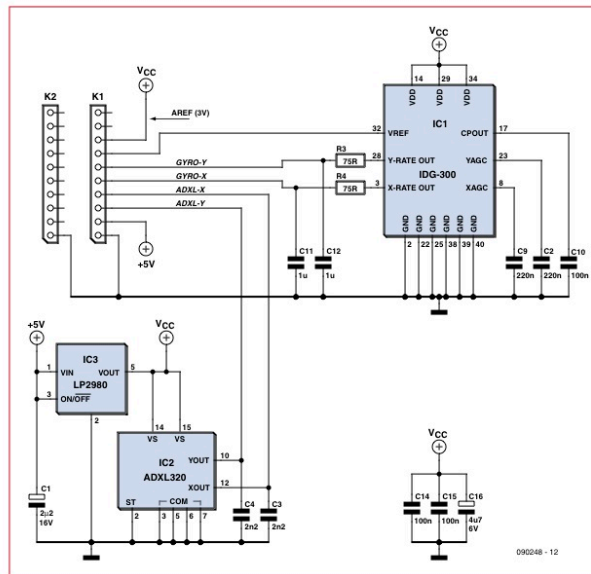 VCC
K2
K1
VCC
AREF (3V)
GYRO-Y
GYRO-X
ADXL-X
ADXL-Y
+5V
R3
75R
R4
75R
14
29
34
VDD
VDD
VDD
IC1
32
VREF
CPOUT
17
28
Y-RATE OUT
YAGC
23
IDG-300
3
X-RATE OUT
XAGC
8
GND
GND
GND
GND
GND
GND
2
22
25
38
39
40
C11
1u
C12
1u
C9
220n
C2
220n
C10
100n
+5V
VCC
IC3
1
VIN
VOUT
5
LP2980
3
ON/OFF
2
14
15
VS
VS
IC2
YOUT
10
ADXL320
XOUT
12
ST
COM
2
3
5
6
7
C1
2µ2
16V
C4
2n2
C3
2n2
VCC
C14
100n
C15
100n
C16
4u7
6V
090248 - 12